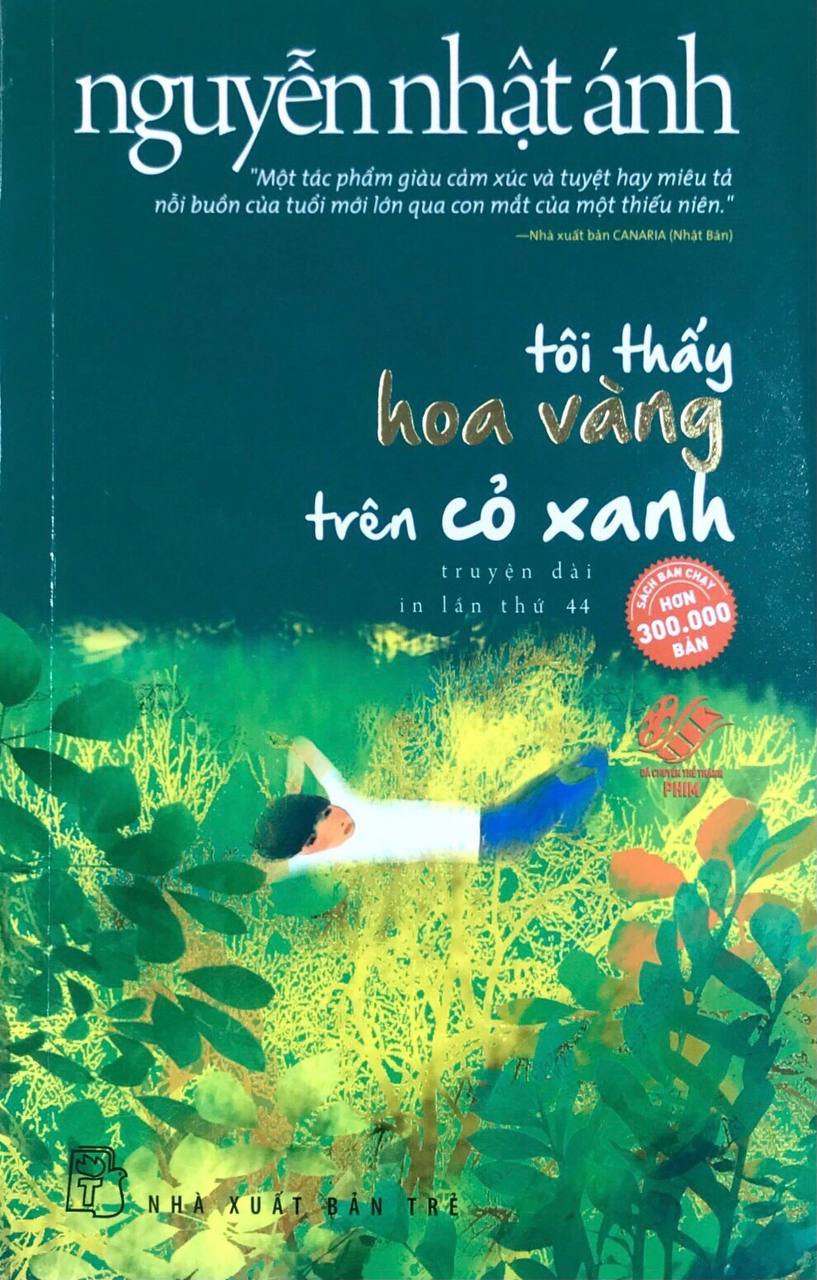 nguyễn nhật ánh
"Một tác phẩm giàu cảm xúc và tuyệt hay miêu tả
nỗi buồn của tuổi mới lớn qua con mắt của một thiếu niên."
—Nhà xuất bản CANARIA (Nhật Bản)
tôi thấy
hoa vàng
trên cỏ xanh
truyện dài
in lần thứ 44
SÁCH BÁN CHẠY
HƠN
300.000
BẢN
ĐÃ CHUYỂN THỂ THÀNH
PHIM
T
NHÀ XUẤT BẢN TRẺ